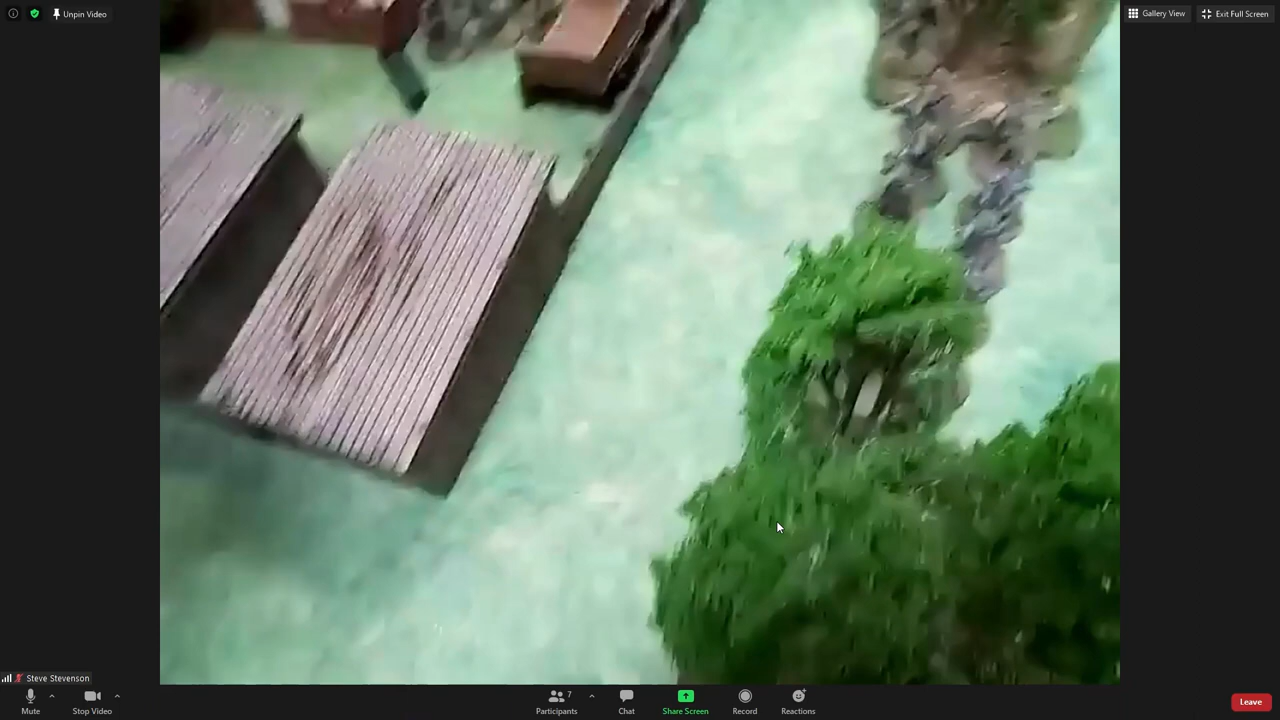 Unpin Video
Gallery View
Exit Full Screen
Steve Stevenson
Mute
Stop Video
Participants
7
Chat
Share Screen
Record
Reactions
Leave